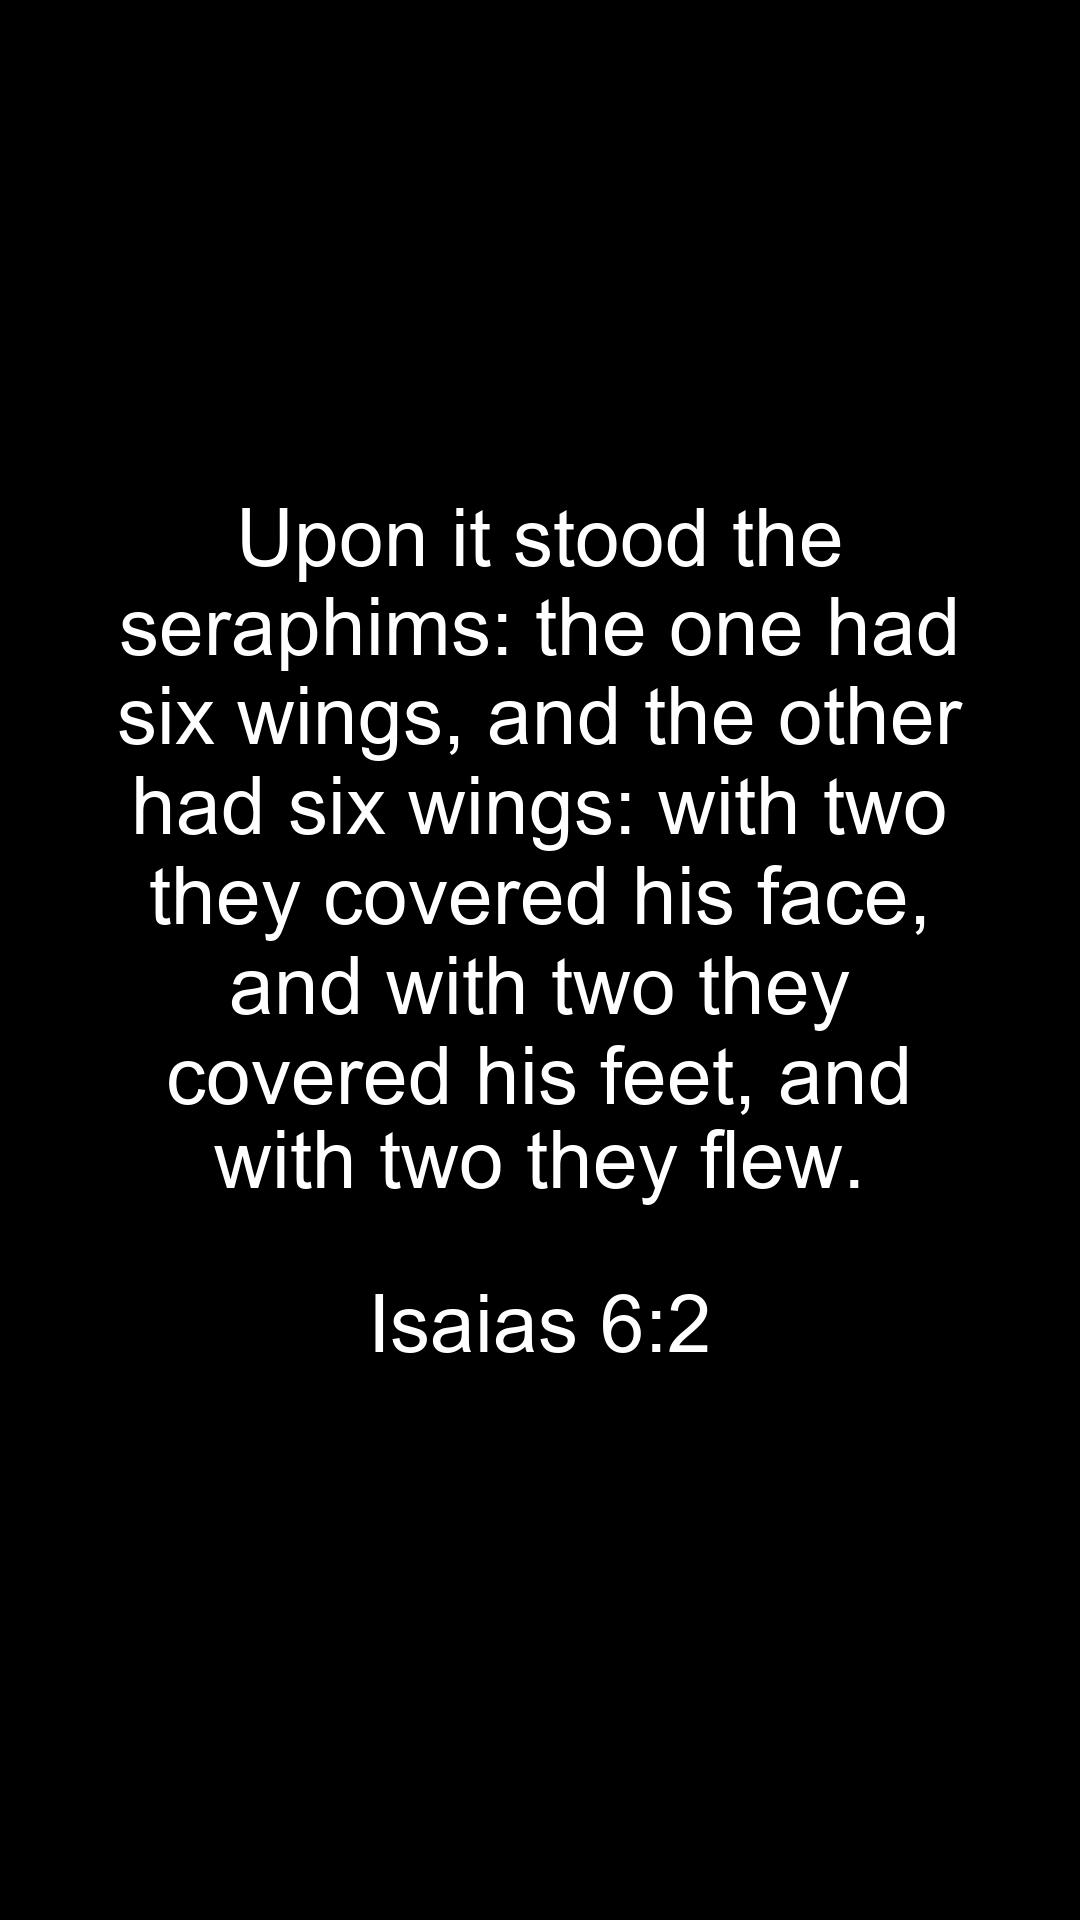 Upon it stood the
seraphims: the one had
six wings, and the other
had six wings: with two
they covered his face,
and with two they
covered his feet, and
with two they flew.
Isaias 6:2